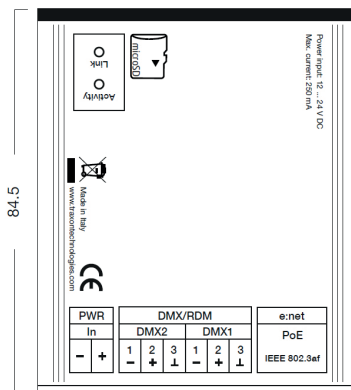 microSD
Link
Activity
Power input: 12 ... 24 V DC
Max. current: 250 mA
84.5
Made in Italy
www.traxontechnologies.com
CE
PWR
DMX/RDM
e:net
In
DMX2
DMX1
PoE
1 2 3 1 2 3
− + − + ⊥ − + ⊥
IEEE 802.3af